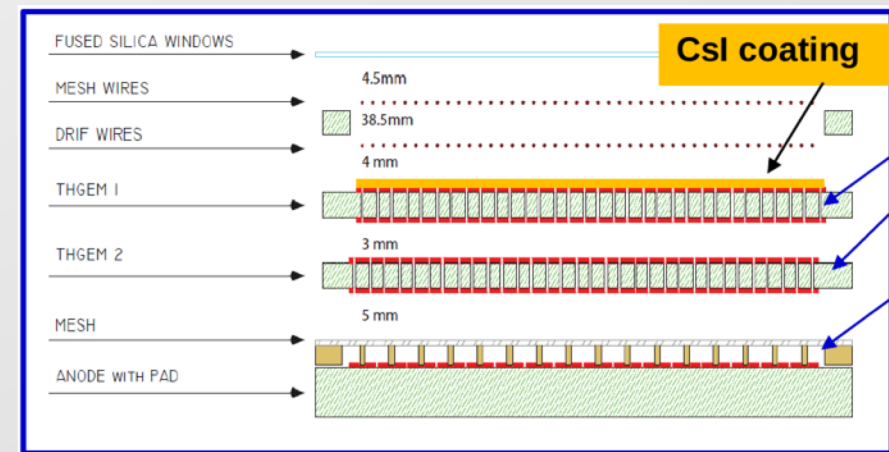 FUSED SILICA WINDOWS
CsI coating
4.5mm
MESH WIRES
38.5mm
DRIF WIRES
4 mm
THGEM 1
3 mm
THGEM 2
5 mm
MESH
ANODE WITH PAD